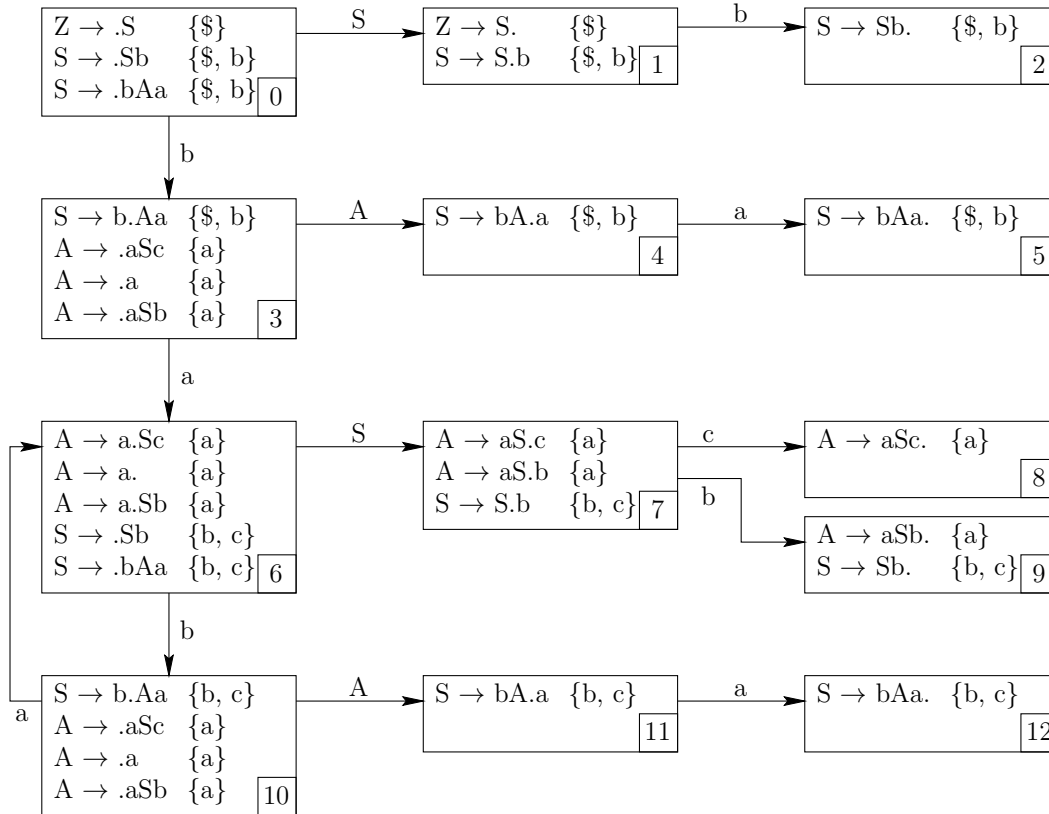 Z → .S {$}
S → .Sb {$, b}
S → .bAa {$, b}
0
S
Z → S. {$}
S → S.b {$, b}
1
b
S → Sb. {$, b}
2
b
S → b.Aa {$, b}
A → .aSc {a}
A → .a {a}
A → .aSb {a}
3
A
S → bA.a {$, b}
4
a
S → bAa. {$, b}
5
a
A → a.Sc {a}
A → a. {a}
A → a.Sb {a}
S → .Sb {b, c}
S → .bAa {b, c}
6
S
A → aS.c {a}
A → aS.b {a}
S → S.b {b, c}
7
c
A → aSc. {a}
8
b
A → aSb. {a}
S → Sb. {b, c}
9
b
a
S → b.Aa {b, c}
A → .aSc {a}
A → .a {a}
A → .aSb {a}
10
A
S → bA.a {b, c}
11
a
S → bAa. {b, c}
12